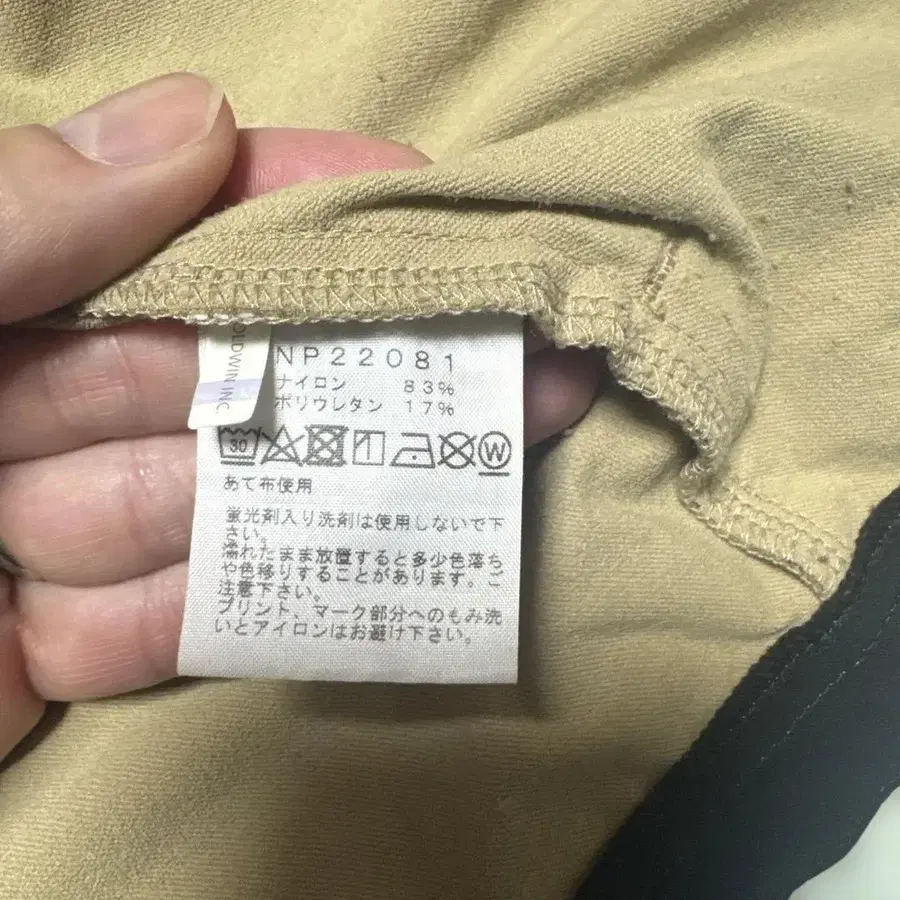 OLDWIN INC.
NP22081
ナイロン 83%
ポリウレタン 17%
30
W
あて布使用
蛍光剤入り洗剤は使用しないで下
さい。
濡れたまま放置すると多少色落ち
や色移りすることがあります。ご
注意下さい。
プリント、マーク部分へのもみ洗
いとアイロンはお避け下さい。